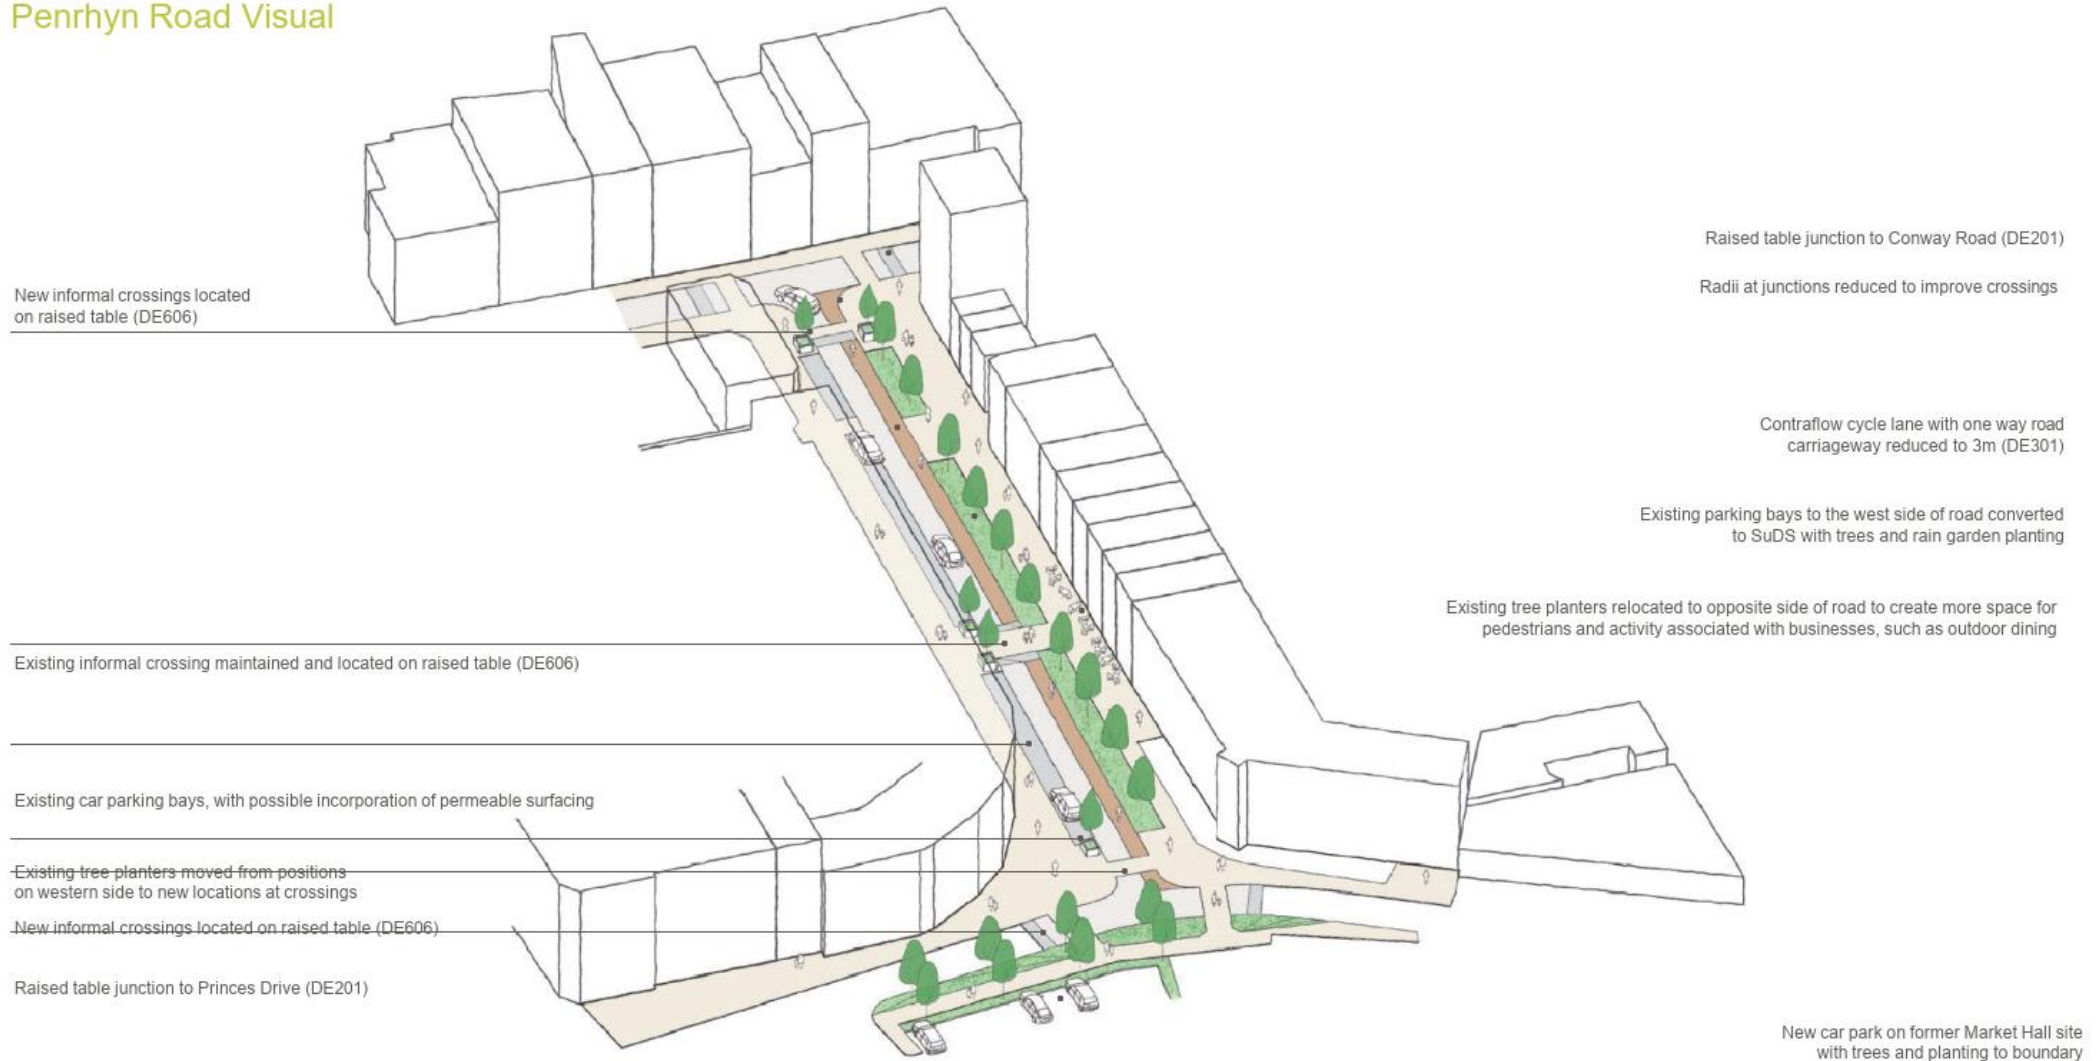 Penrhyn Road Visual
New informal crossings located
on raised table (DE606)
Existing informal crossing maintained and located on raised table (DE606)
Existing car parking bays, with possible incorporation of permeable surfacing
Existing tree planters moved from positions
on western side to new locations at crossings
New informal crossings located on raised table (DE606)
Raised table junction to Princes Drive (DE201)
Raised table junction to Conway Road (DE201)
Radii at junctions reduced to improve crossings
Contraflow cycle lane with one way road
carriageway reduced to 3m (DE301)
Existing parking bays to the west side of road converted
to SuDS with trees and rain garden planting
Existing tree planters relocated to opposite side of road to create more space for
pedestrians and activity associated with businesses, such as outdoor dining
New car park on former Market Hall site
with trees and planting to boundary